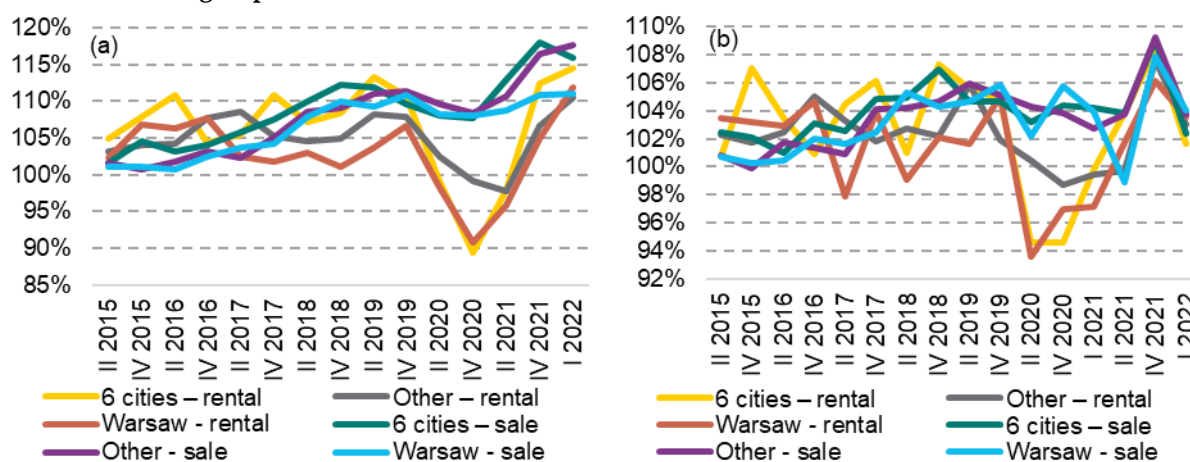 (a)
120%
115%
110%
105%
100%
95%
90%
85%
II 2015
IV 2015
II 2016
IV 2016
II 2017
IV 2017
II 2018
IV 2018
II 2019
IV 2019
II 2020
IV 2020
II 2021
IV 2021
I 2022
6 cities – rental
Other – rental
Warsaw - rental
6 cities – sale
Other - sale
Warsaw - sale
(b)
110%
108%
106%
104%
102%
100%
98%
96%
94%
92%
II 2015
IV 2015
II 2016
IV 2016
II 2017
IV 2017
II 2018
IV 2018
II 2019
IV 2019
II 2020
IV 2020
I 2021
II 2021
IV 2021
I 2022
6 cities – rental
Other – rental
Warsaw - rental
6 cities – sale
Other - sale
Warsaw - sale